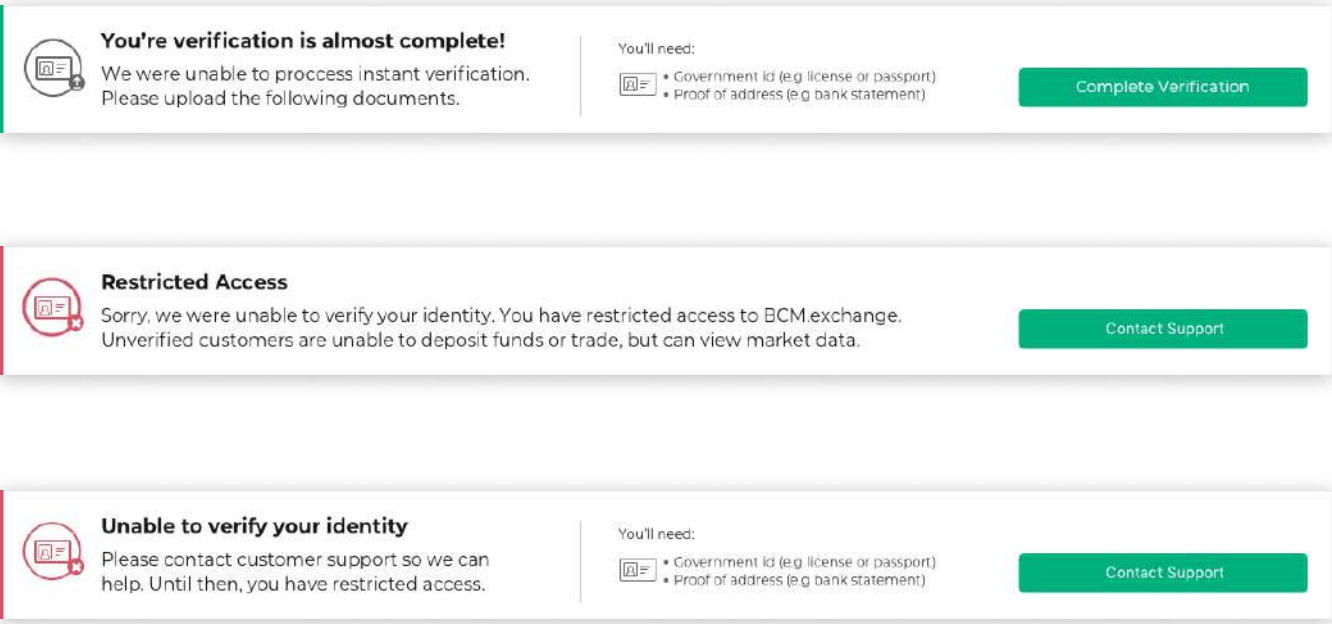 You're verification is almost complete!
We were unable to proccess instant verification.
Please upload the following documents.
You'll need:
• Government id (e.g license or passport)
• Proof of address (e.g bank statement)
Complete Verification
Restricted Access
Sorry, we were unable to verify your identity. You have restricted access to BCM.exchange.
Unverified customers are unable to deposit funds or trade, but can view market data.
Contact Support
Unable to verify your identity
Please contact customer support so we can
help. Until then, you have restricted access.
You'll need:
• Government id (e.g license or passport)
• Proof of address (e.g bank statement)
Contact Support